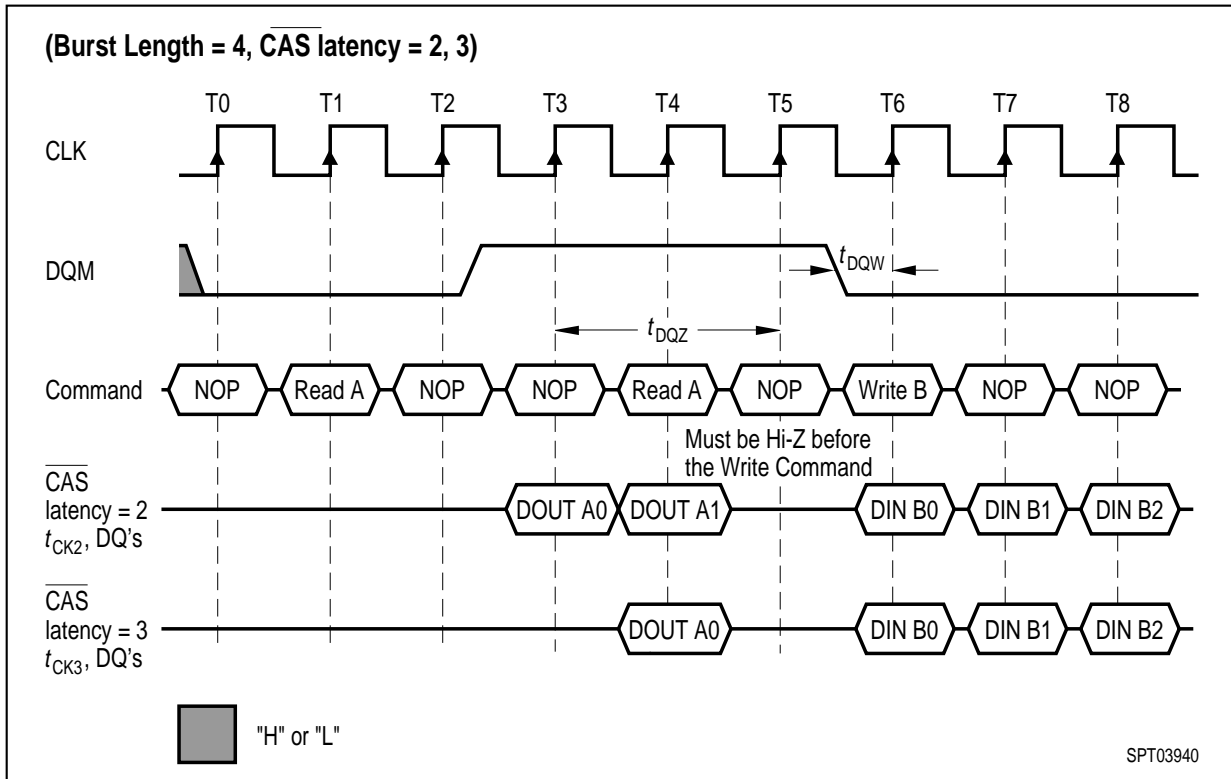 (Burst Length = 4, CAS latency = 2, 3)
T0 T1 T2 T3 T4 T5 T6 T7 T8
CLK
DQM
tDQW
tDQZ
Command NOP Read A NOP NOP Read A NOP Write B NOP NOP
Must be Hi-Z before
the Write Command
CAS
latency = 2
tCK2, DQ's
DOUT A0 DOUT A1 DIN B0 DIN B1 DIN B2
CAS
latency = 3
tCK3, DQ's
DOUT A0 DIN B0 DIN B1 DIN B2
"H" or "L"
SPT03940